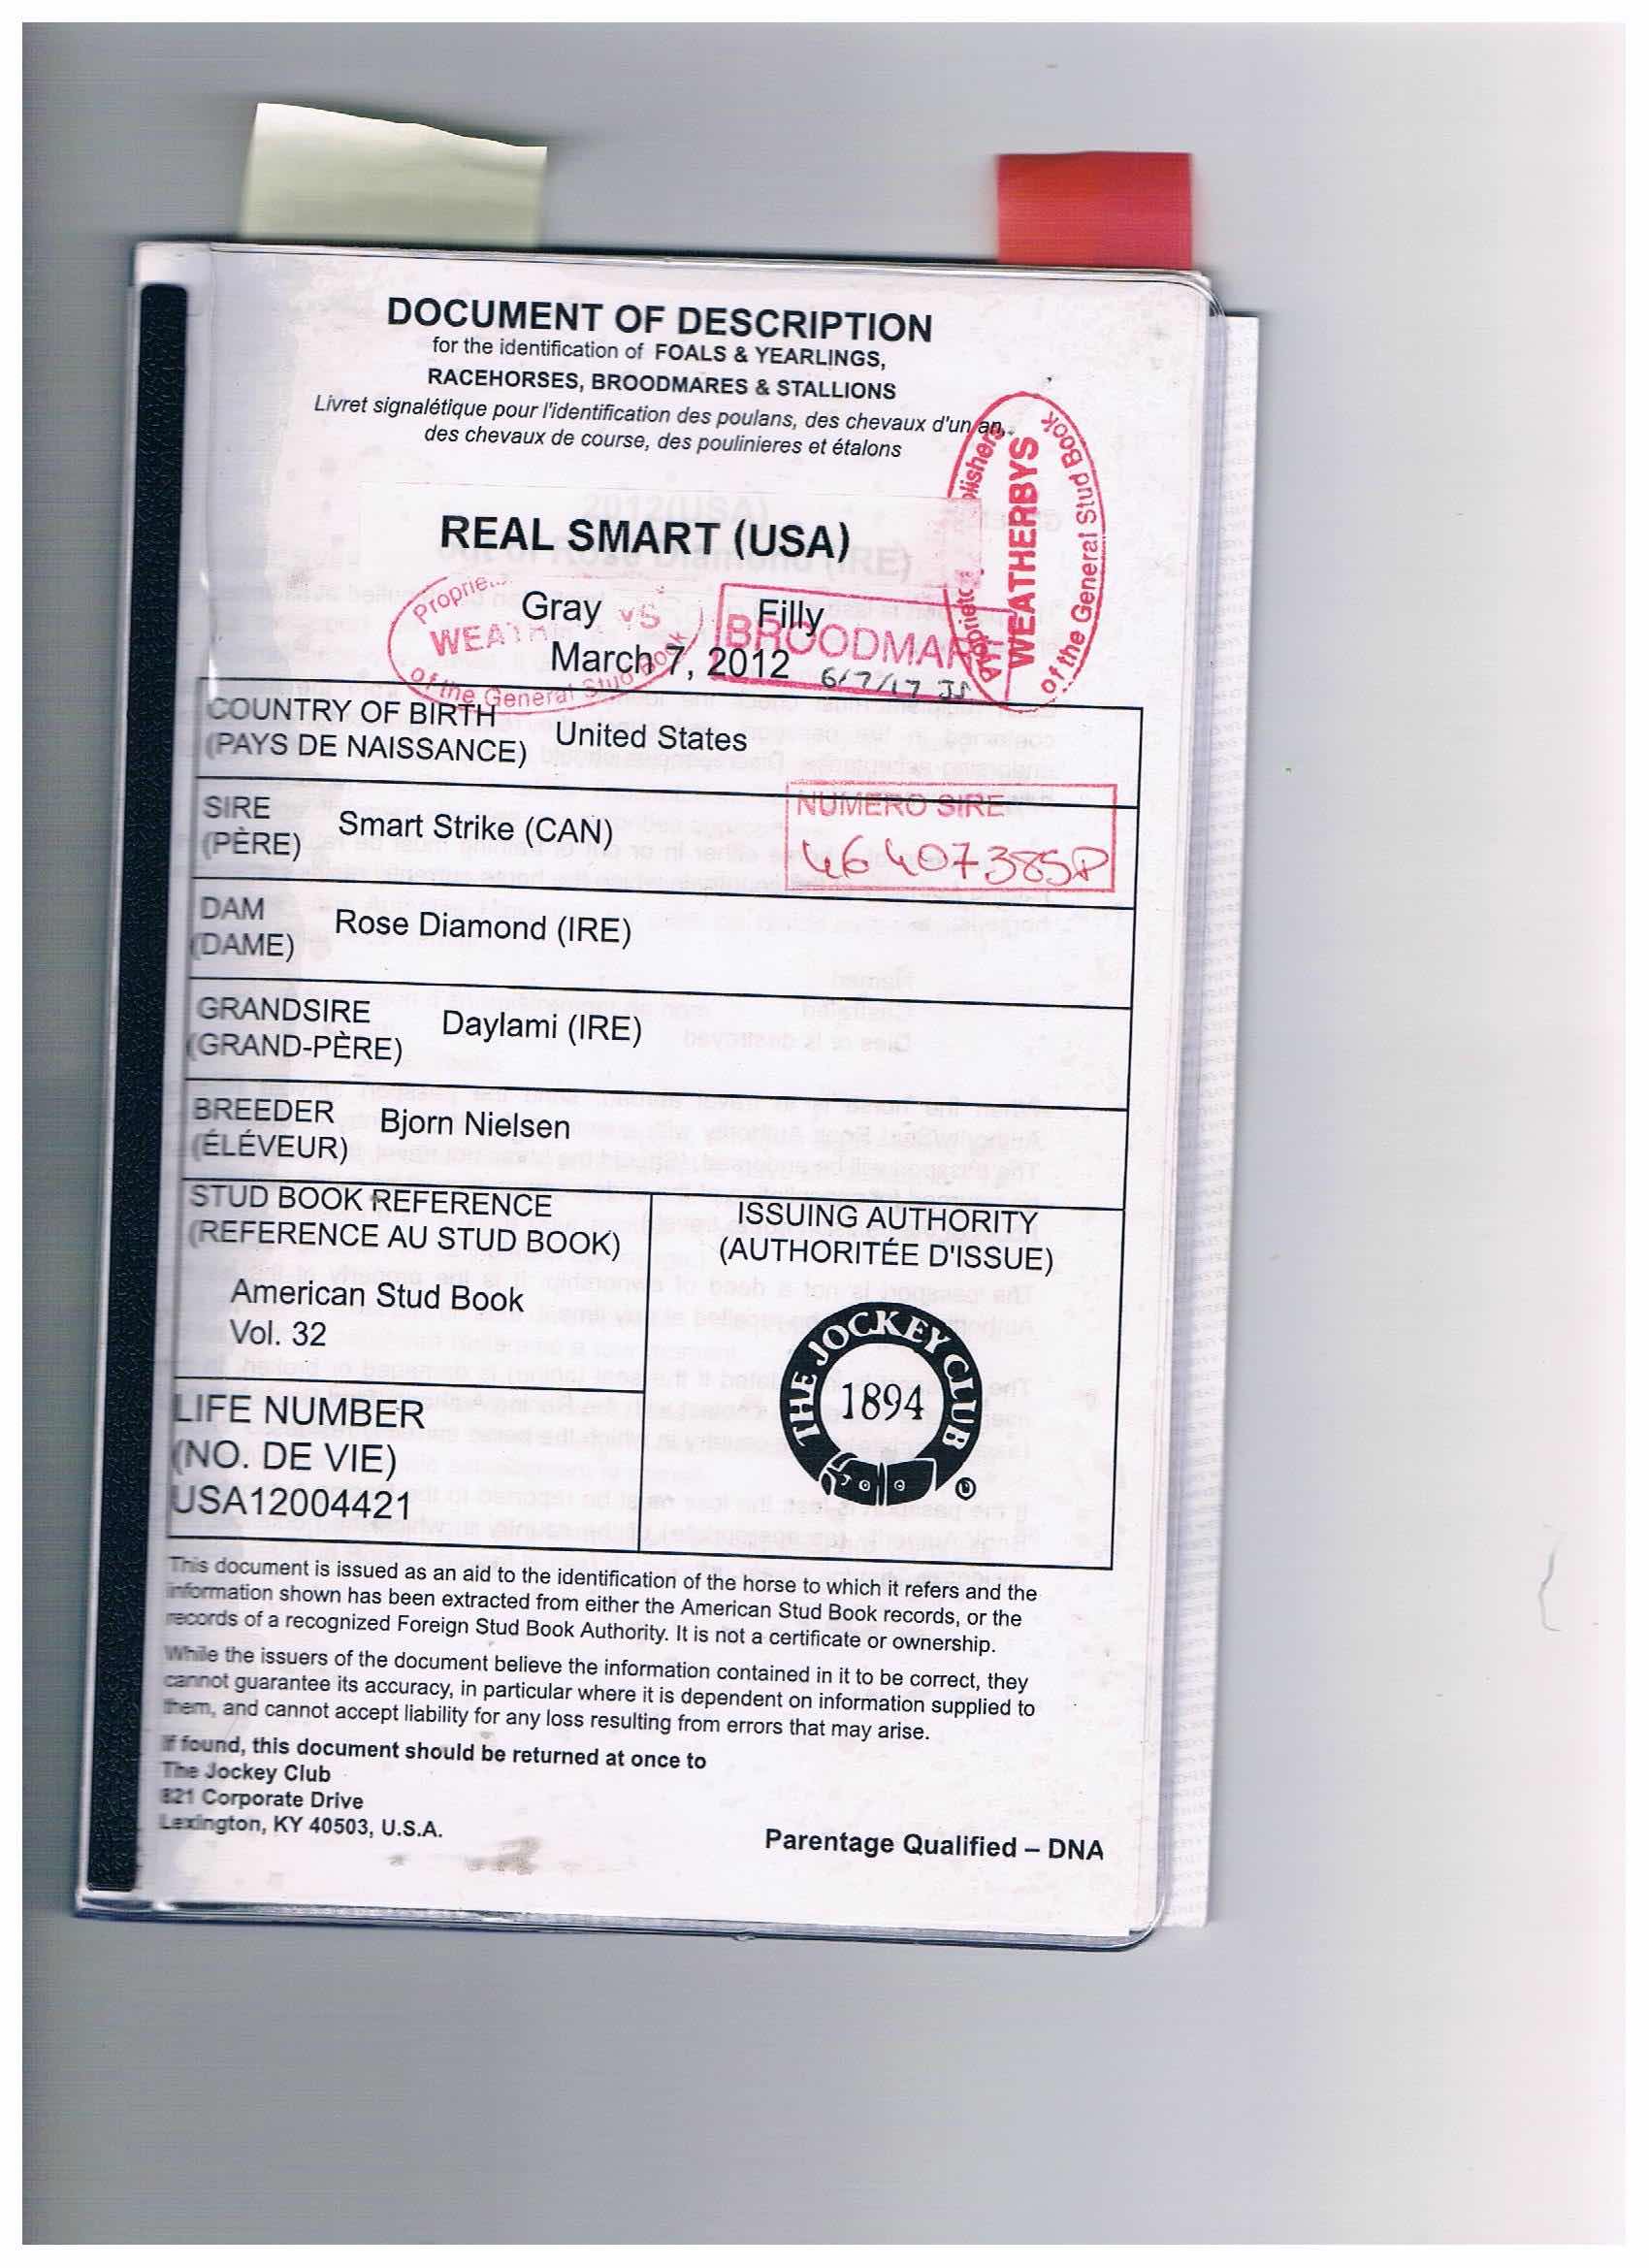 DOCUMENT OF DESCRIPTION
for the identification of FOALS & YEARLINGS,
RACEHORSES, BROODMARES & STALLIONS
Livret signalétique pour l'identification des poulans, des chevaux d'un an,
des chevaux de course, des poulinieres et étalons
WEATHERBYS
of the General Stud Book
REAL SMART (USA)
Gray Filly
BROODMARE
March 7, 2012
6/7/17 JS
of the General Stud Book
COUNTRY OF BIRTH
(PAYS DE NAISSANCE) United States
SIRE
(PÈRE) Smart Strike (CAN)
NUMERO SIRE
46407385P
DAM
(DAME) Rose Diamond (IRE)
GRANDSIRE
(GRAND-PÈRE) Daylami (IRE)
BREEDER
(ÉLÉVEUR) Bjorn Nielsen
STUD BOOK REFERENCE
(REFERENCE AU STUD BOOK)
American Stud Book
Vol. 32
ISSUING AUTHORITY
(AUTHORITÉE D'ISSUE)
THE JOCKEY CLUB
1894
®
LIFE NUMBER
(NO. DE VIE)
USA12004421
This document is issued as an aid to the identification of the horse to which it refers and the
information shown has been extracted from either the American Stud Book records, or the
records of a recognized Foreign Stud Book Authority. It is not a certificate or ownership.
While the issuers of the document believe the information contained in it to be correct, they
cannot guarantee its accuracy, in particular where it is dependent on information supplied to
them, and cannot accept liability for any loss resulting from errors that may arise.
If found, this document should be returned at once to
The Jockey Club
821 Corporate Drive
Lexington, KY 40503, U.S.A.
Parentage Qualified – DNA